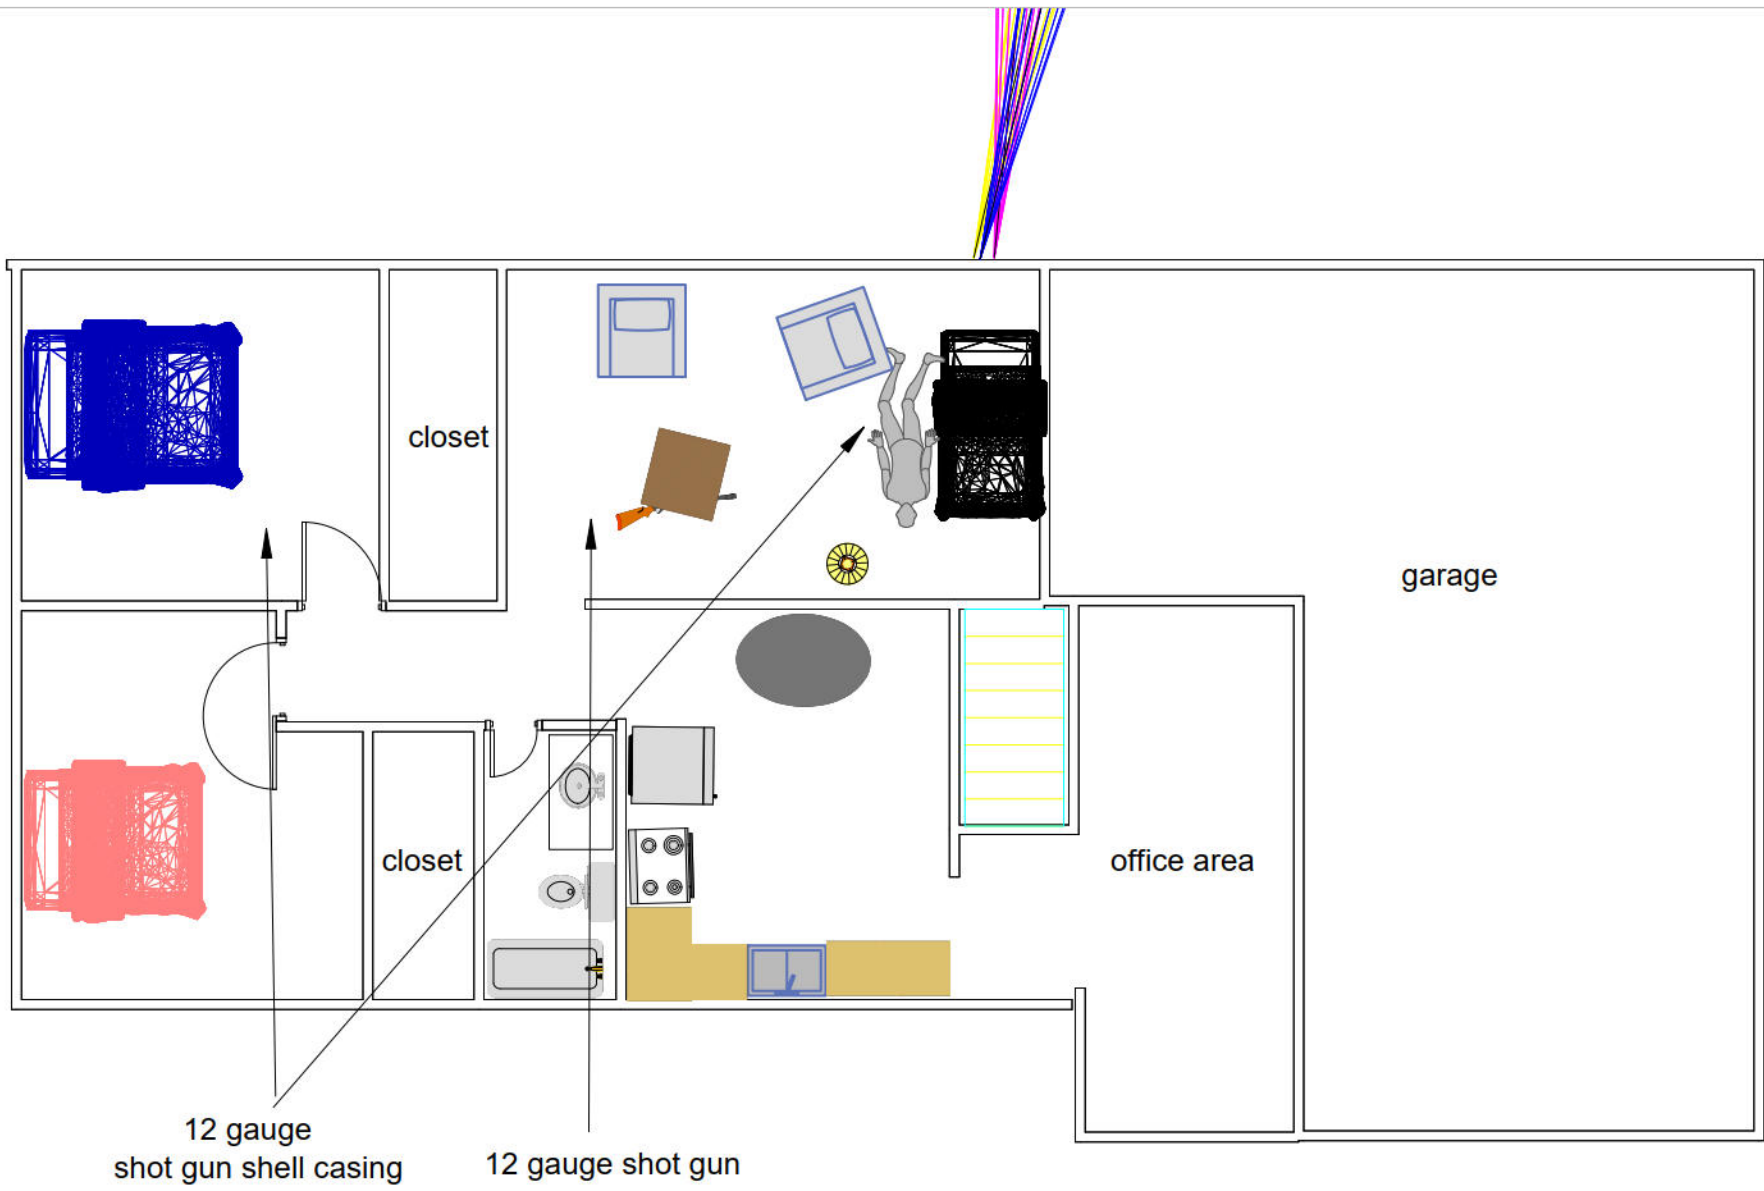 closet
garage
closet
office area
12 gauge
shot gun shell casing
12 gauge shot gun